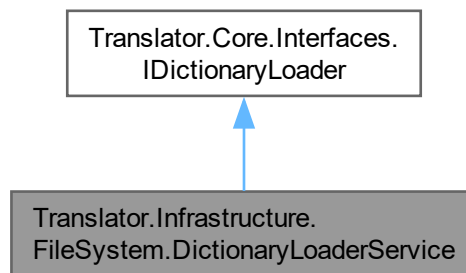 Translator.Core.Interfaces.
IDictionaryLoader
Translator.Infrastructure.
FileSystem.DictionaryLoaderService